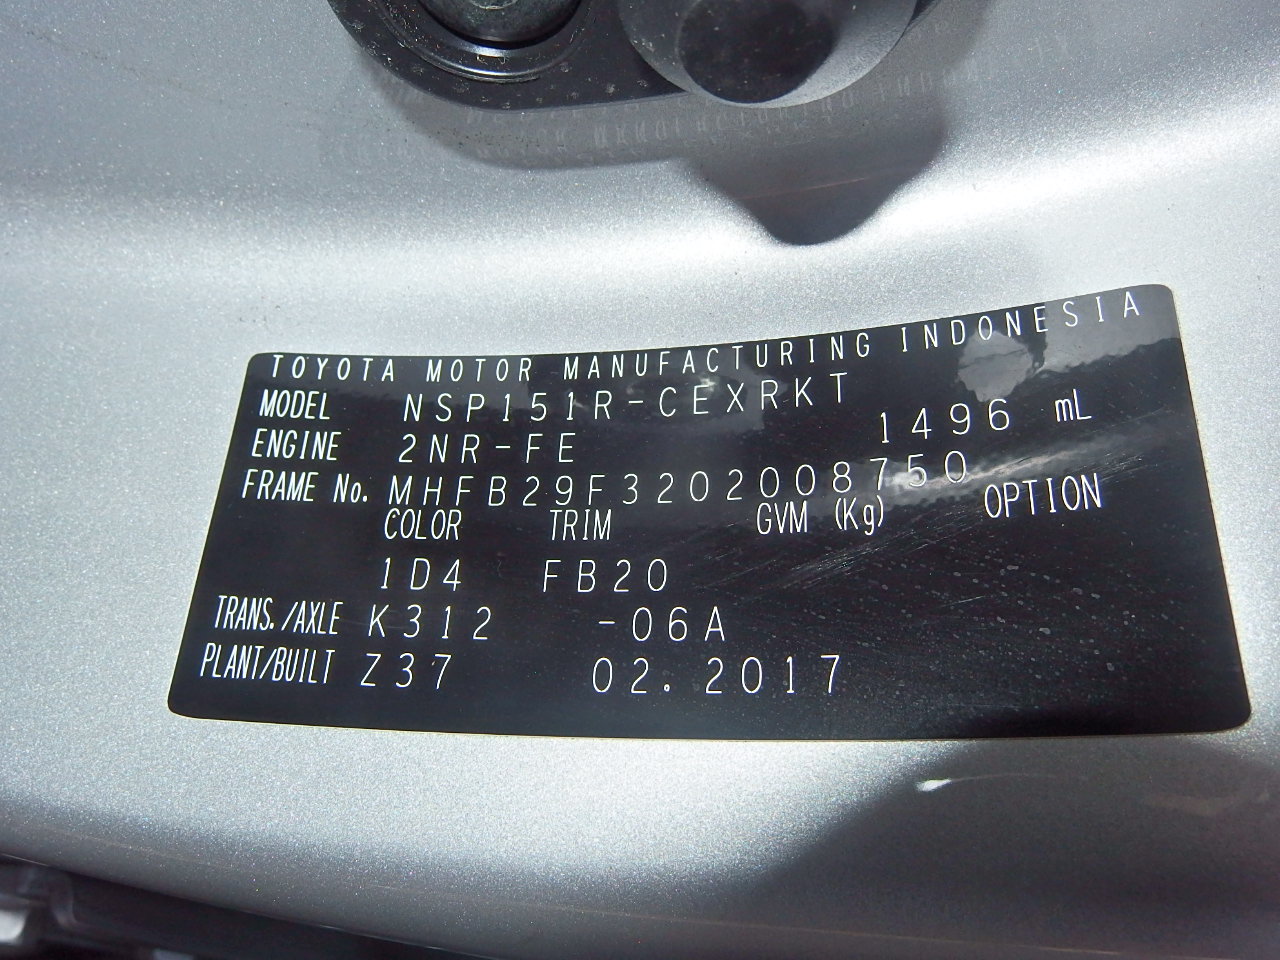 TOYOTA MOTOR MANUFACTURING INDONESIA
MODEL NSP151R-CEXRKT
ENGINE 2NR-FE 1496 mL
FRAME No. MHFB29F3202008750
COLOR TRIM GVM (Kg) OPTION
1D4 FB20
TRANS./AXLE K312 -06A
PLANT/BUILT Z37 02.2017